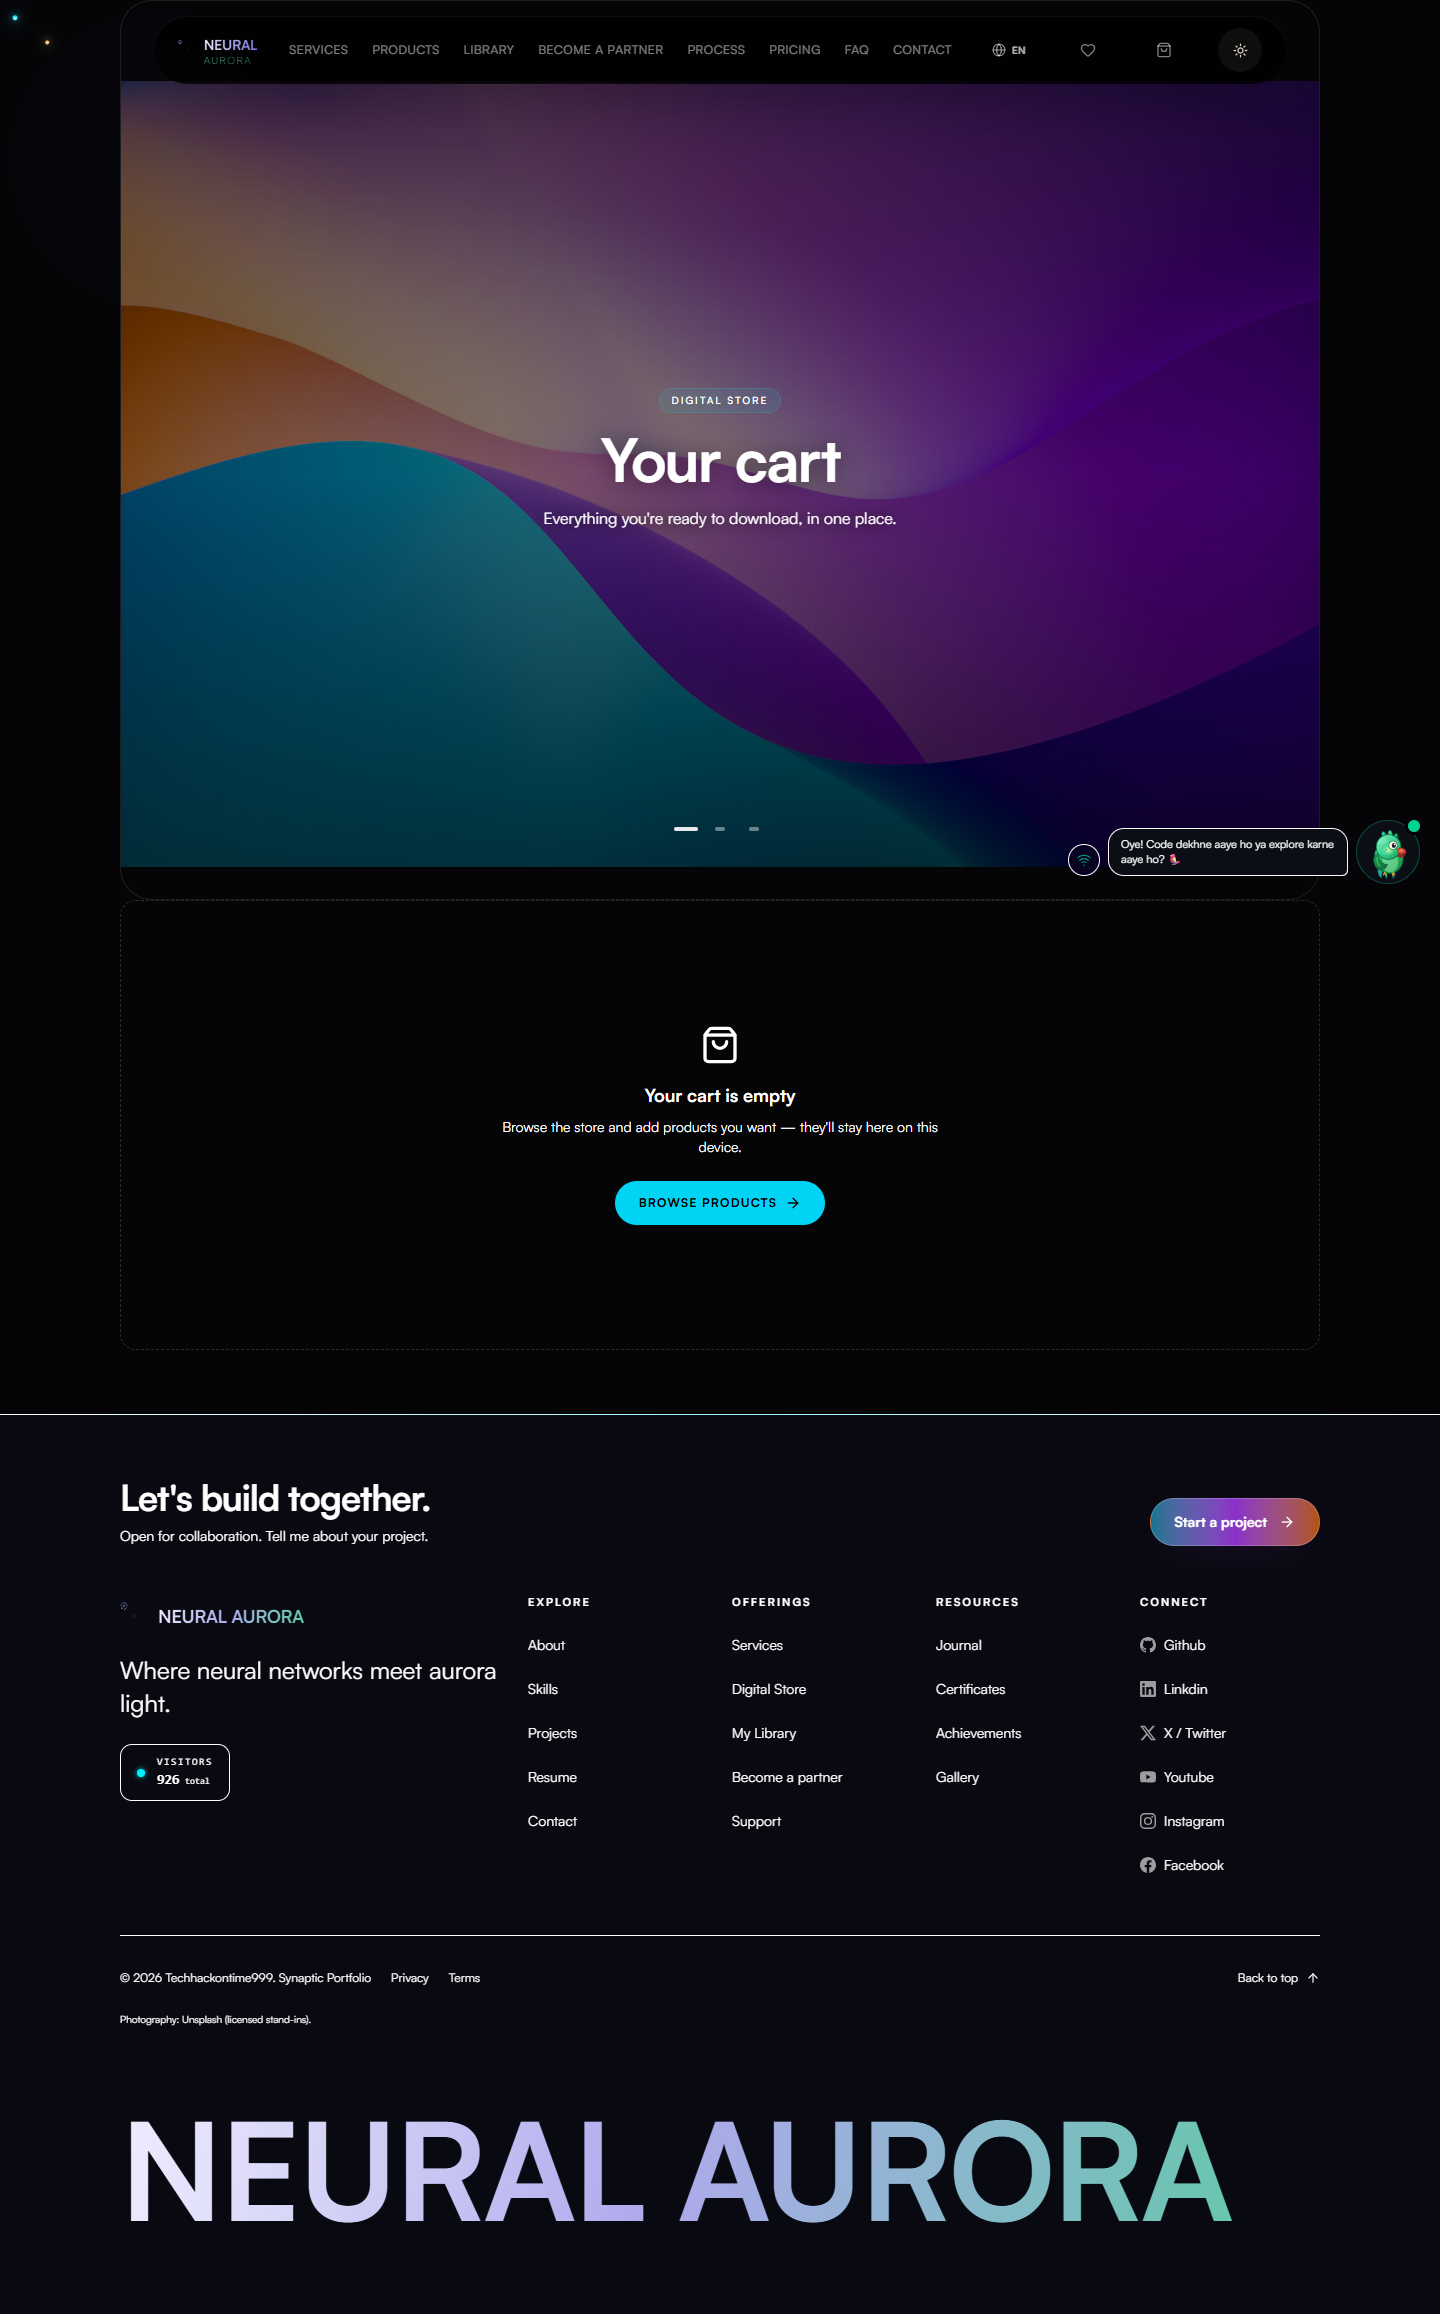 NEURAL
AURORA
SERVICES PRODUCTS LIBRARY BECOME A PARTNER PROCESS PRICING FAQ CONTACT EN
DIGITAL STORE
Your cart
Everything you're ready to download, in one place.
Oye! Code dekhne aaye ho ya explore karne
aaye ho? 🦜
Your cart is empty
Browse the store and add products you want — they'll stay here on this
device.
BROWSE PRODUCTS →
Let's build together.
Open for collaboration. Tell me about your project.
Start a project →
NEURAL AURORA
Where neural networks meet aurora
light.
VISITORS
926 total
EXPLORE
About
Skills
Projects
Resume
Contact
OFFERINGS
Services
Digital Store
My Library
Become a partner
Support
RESOURCES
Journal
Certificates
Achievements
Gallery
CONNECT
Github
Linkdin
X / Twitter
Youtube
Instagram
Facebook
© 2026 Techhackontime999. Synaptic Portfolio Privacy Terms
Back to top ↑
Photography: Unsplash (licensed stand-ins).
NEURAL AURORA